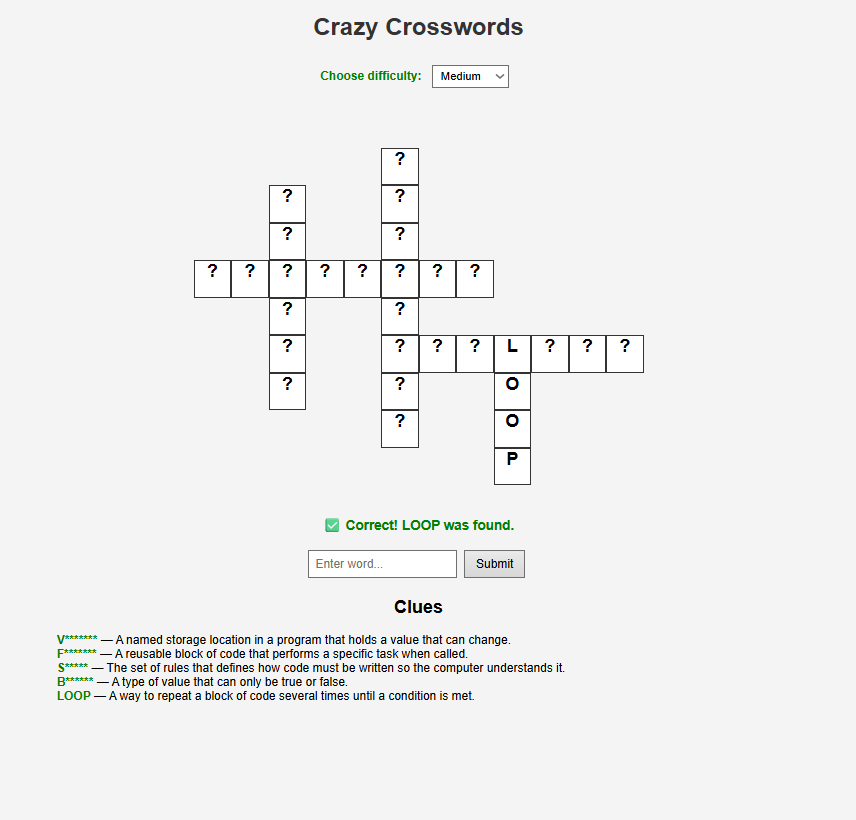 Crazy Crosswords
Choose difficulty: Medium
?
? ?
? ?
? ? ? ? ? ? ? ?
? ?
? ? ? ? L ? ? ?
? ? O
? O
P
✅ Correct! LOOP was found.
Enter word... Submit
Clues
V******* — A named storage location in a program that holds a value that can change.
F******* — A reusable block of code that performs a specific task when called.
S***** — The set of rules that defines how code must be written so the computer understands it.
B****** — A type of value that can only be true or false.
LOOP — A way to repeat a block of code several times until a condition is met.